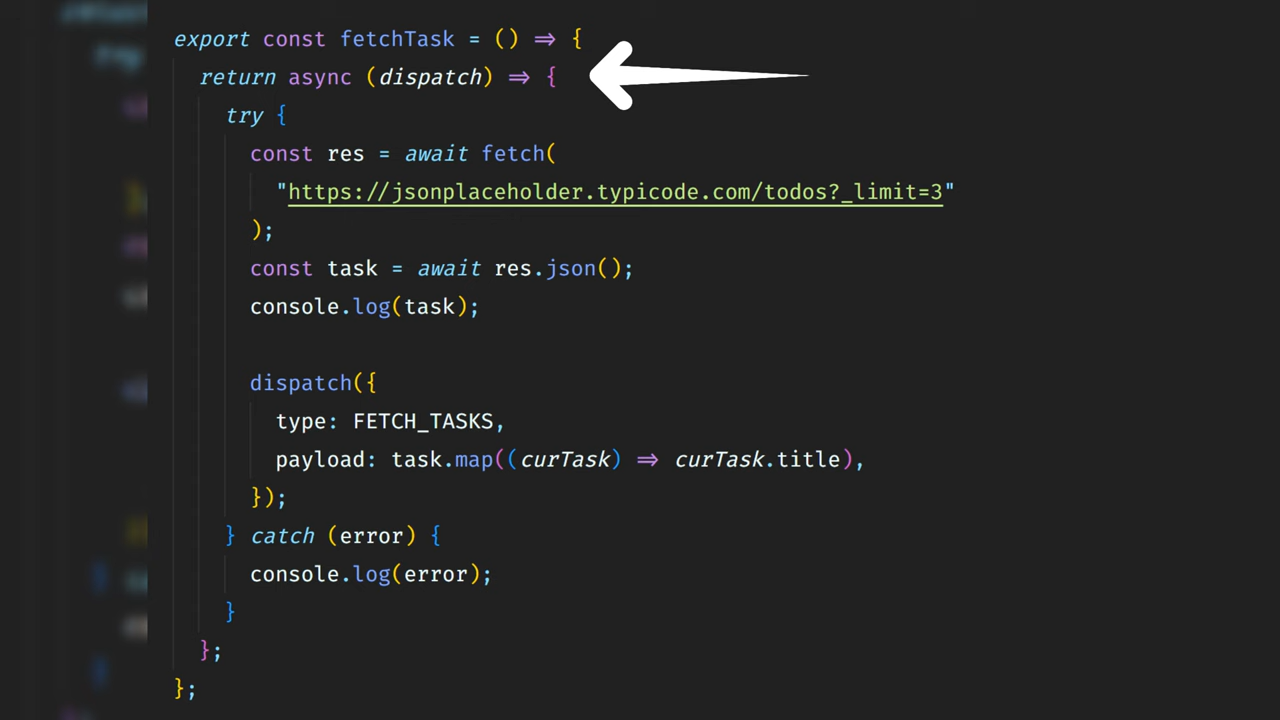 export const fetchTask = () => {
return async (dispatch) => {
try {
const res = await fetch(
"https://jsonplaceholder.typicode.com/todos?_limit=3"
);
const task = await res.json();
console.log(task);
dispatch({
type: FETCH_TASKS,
payload: task.map((curTask) => curTask.title),
});
} catch (error) {
console.log(error);
}
};
};